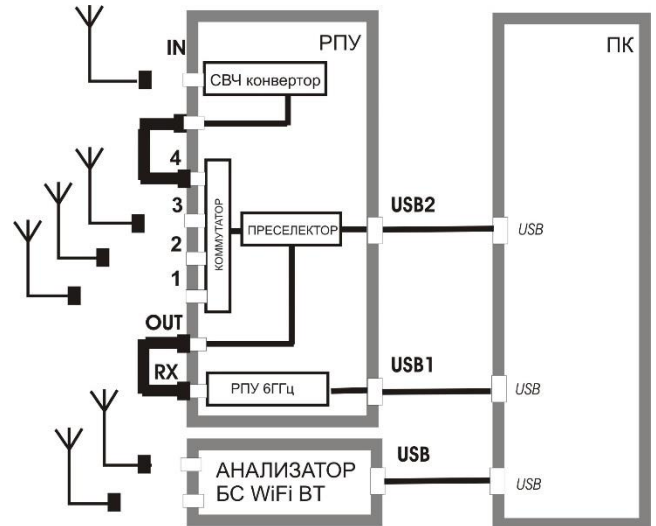 IN
РПУ
ПК
СВЧ конвертор
4
3
2
1
КОММУТАТОР
ПРЕСЕЛЕКТОР
USB2
USB
OUT
RX
РПУ 6ГГц
USB1
USB
АНАЛИЗАТОР
БС WiFi BT
USB
USB